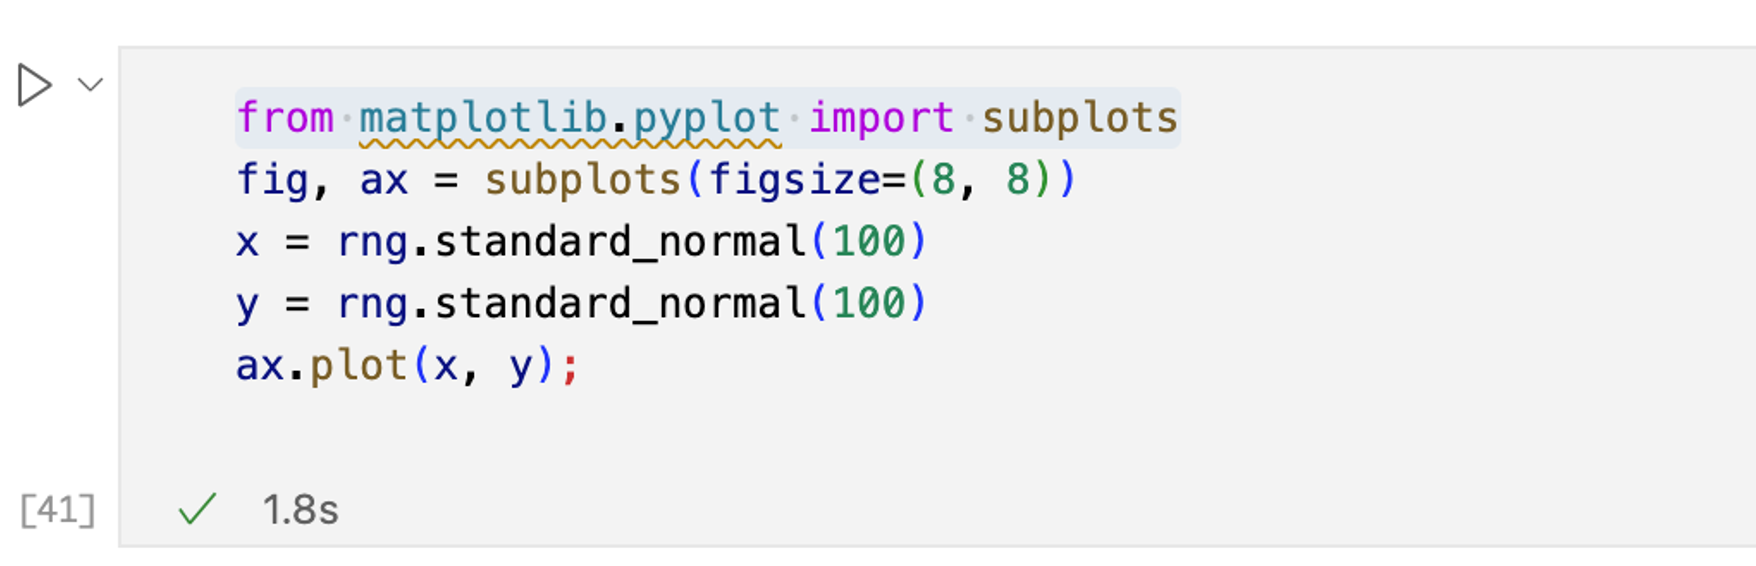 from matplotlib.pyplot import subplots
fig, ax = subplots(figsize=(8, 8))
x = rng.standard_normal(100)
y = rng.standard_normal(100)
ax.plot(x, y);
[41]
1.8s